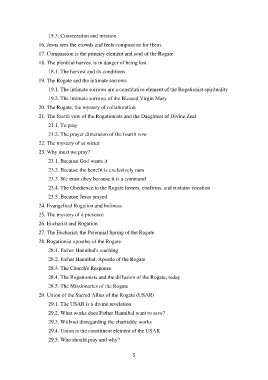 15.3. Consecration and mission
16. Jesus sees the crowds and feels compassion for them
17. Compassion is the primary element and soul of the Rogate
18. The plentiful harvest is in danger of being lost
18.1. The harvest and its conditions
19. The Rogate and the intimate sorrows
19.1. The intimate sorrows are a constitutive element of the Rogationist spirituality
19.2. The intimate sorrows of the Blessed Virgin Mary
20. The Rogate, the mystery of collaboration
21. The fourth vow of the Rogationists and the Daughters of Divine Zeal
21.1. To pray
21.2. The prayer dimension of the fourth vow
22. The mystery of ut mittat
23. Why must we pray?
23.1. Because God wants it
23.2. Because the benefit is exclusively ours
23.3. We must obey because it is a command
23.4. The Obedience to the Rogate fosters, confirms, and sustains vocation
23.5. Because Jesus prayed
24. Evangelical Rogation and holiness
25. The mystery of a presence
26. Eucharist and Rogation
27. The Eucharist, the Perennial Spring of the Rogate
28. Rogationist apostles of the Rogate
28.1. Father Hannibal's teaching
28.2. Father Hannibal, Apostle of the Rogate
28.3. The Church's Response
28.4. The Rogationists and the diffusion of the Rogate, today
28.5. The Missionaries of the Rogate
29. Union of the Sacred Allies of the Rogate (USAR)
29.1. The USAR is a divine revelation
29.2. What works does Father Hannibal want to save?
29.3. Without disregarding the charitable works
29.4. Union is the constituent element of the USAR
29.5. Who should pray and why?
5